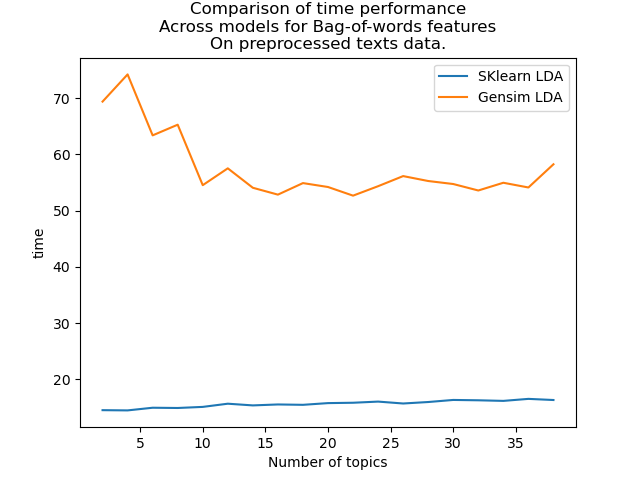 Comparison of time performance
Across models for Bag-of-words features
On preprocessed texts data.
SKlearn LDA
Gensim LDA
70
60
50
40
30
20
time
5 10 15 20 25 30 35
Number of topics